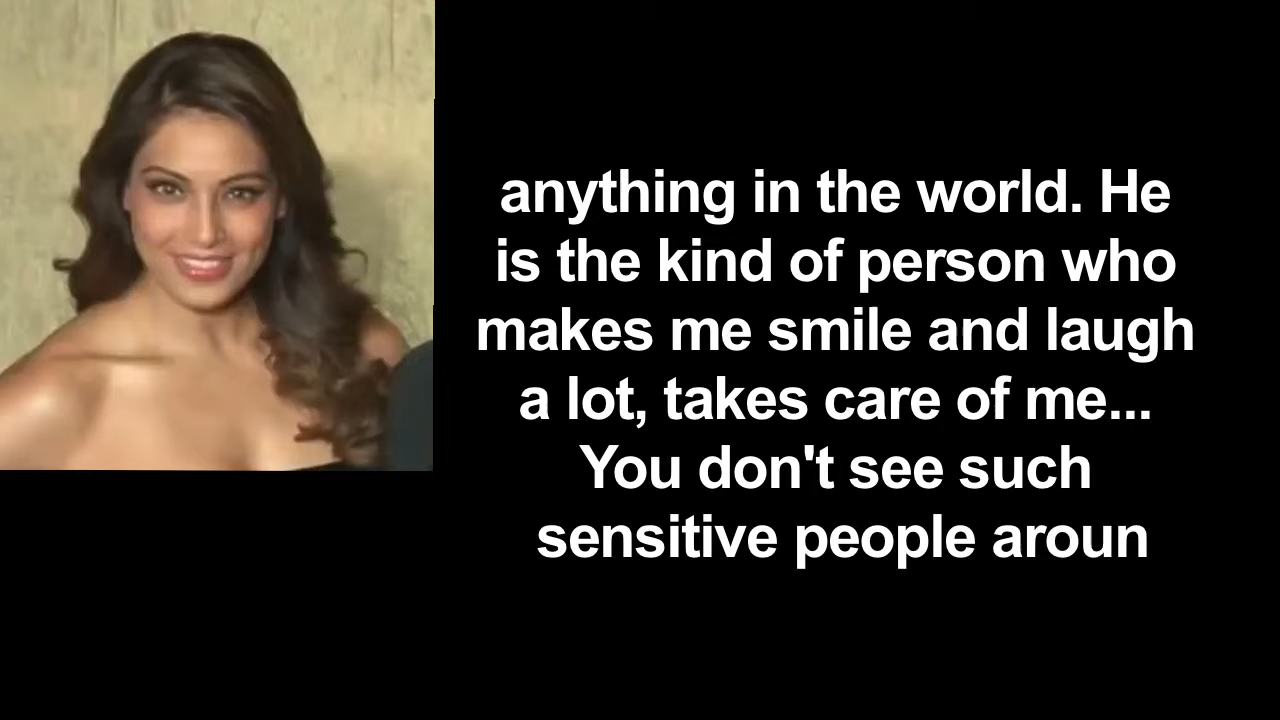 anything in the world. He
is the kind of person who
makes me smile and laugh
a lot, takes care of me...
You don't see such
sensitive people aroun